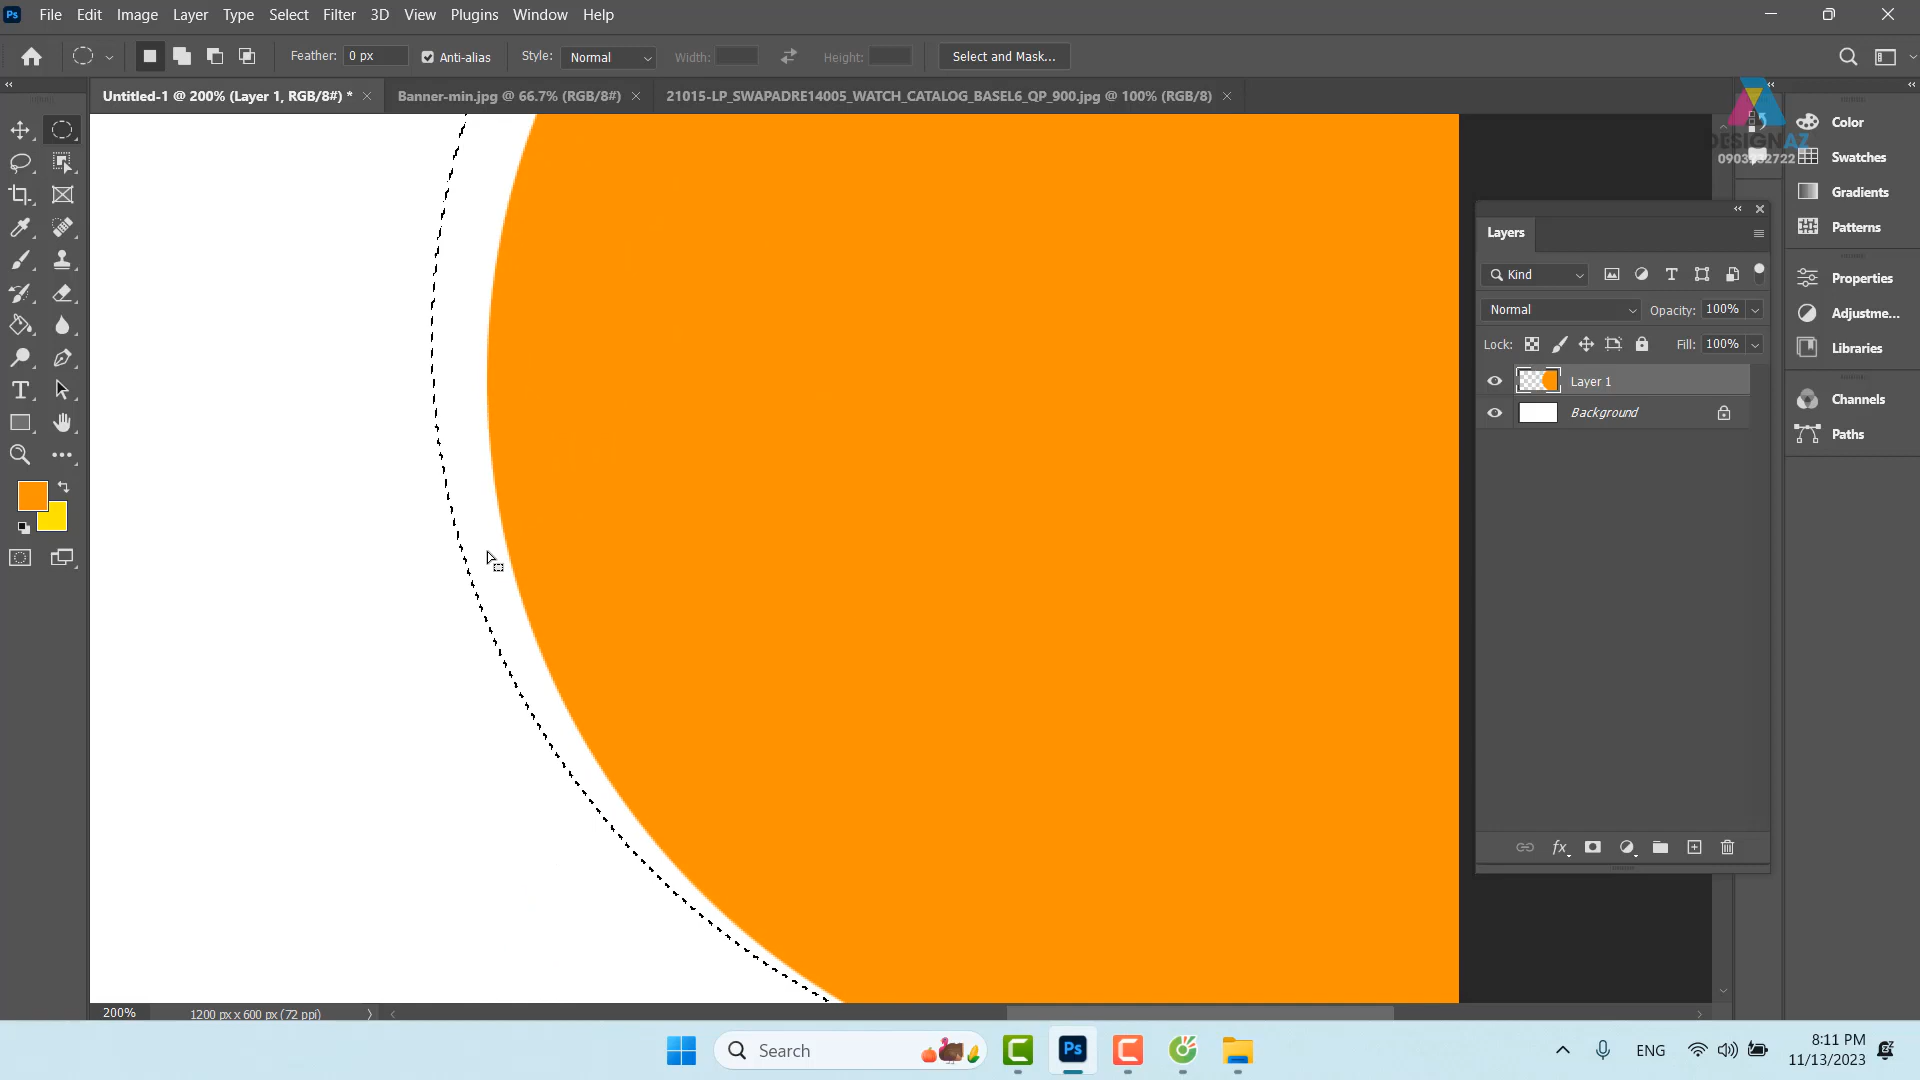 Ps File Edit Image Layer Type Select Filter 3D View Plugins Window Help
Feather: 0 px Anti-alias Style: Normal Width: Height: Select and Mask...
Untitled-1 @ 200% (Layer 1, RGB/8#) * Banner-min.jpg @ 66.7% (RGB/8#) 21015-LP_SWAPADRE14005_WATCH_CATALOG_BASEL6_QP_900.jpg @ 100% (RGB/8)
DESIGNAZ
Color
Swatches
Gradients
Patterns
Properties
Adjustme...
Libraries
Channels
Paths
Layers
Kind
Normal Opacity: 100%
Lock: Fill: 100%
Layer 1
Background
fx
200% 1200 px x 600 px (72 ppi)
Search
Ps
ENG
8:11 PM
11/13/2023